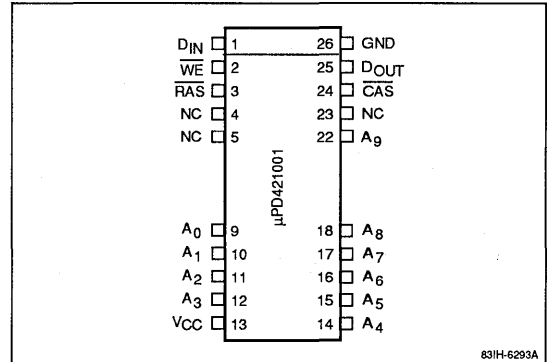 DIN 1 26 GND
WE 2 25 DOUT
RAS 3 24 CAS
NC 4 23 NC
NC 5 22 A9
μPD421001
A0 9 18 A8
A1 10 17 A7
A2 11 16 A6
A3 12 15 A5
VCC 13 14 A4
83IH-6293A